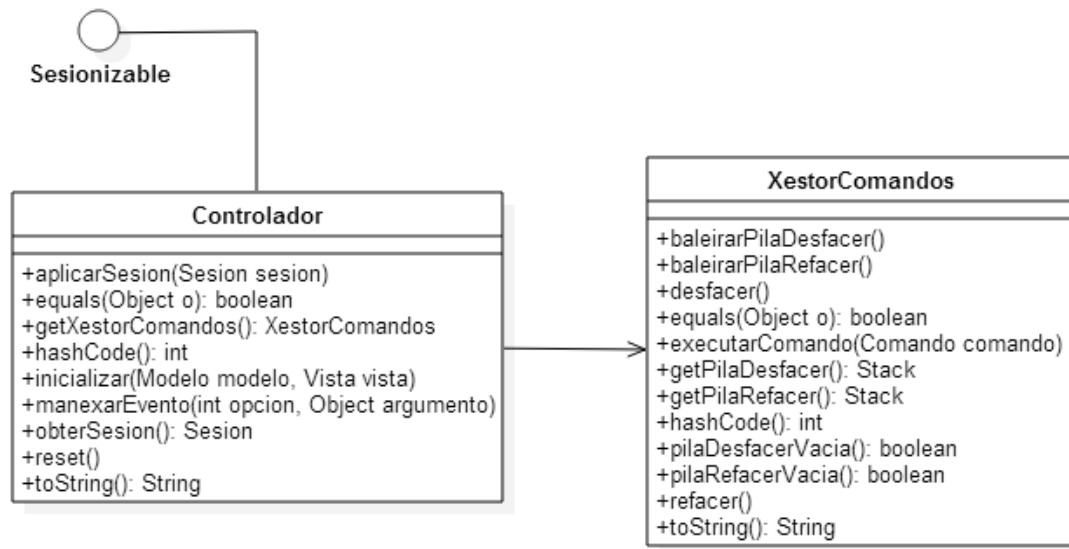 Sesionizable
Controlador
+aplicarSesion(Sesion sesion)
+equals(Object o): boolean
+getXestorComandos(): XestorComandos
+hashCode(): int
+inicializar(Modelo modelo, Vista vista)
+manexarEvento(int opcion, Object argumento)
+obterSesion(): Sesion
+reset()
+toString(): String
XestorComandos
+baleirarPilaDesfacer()
+baleirarPilaRefacer()
+desfacer()
+equals(Object o): boolean
+executarComando(Comando comando)
+getPilaDesfacer(): Stack
+getPilaRefacer(): Stack
+hashCode(): int
+pilaDesfacerVacia(): boolean
+pilaRefacerVacia(): boolean
+refacer()
+toString(): String